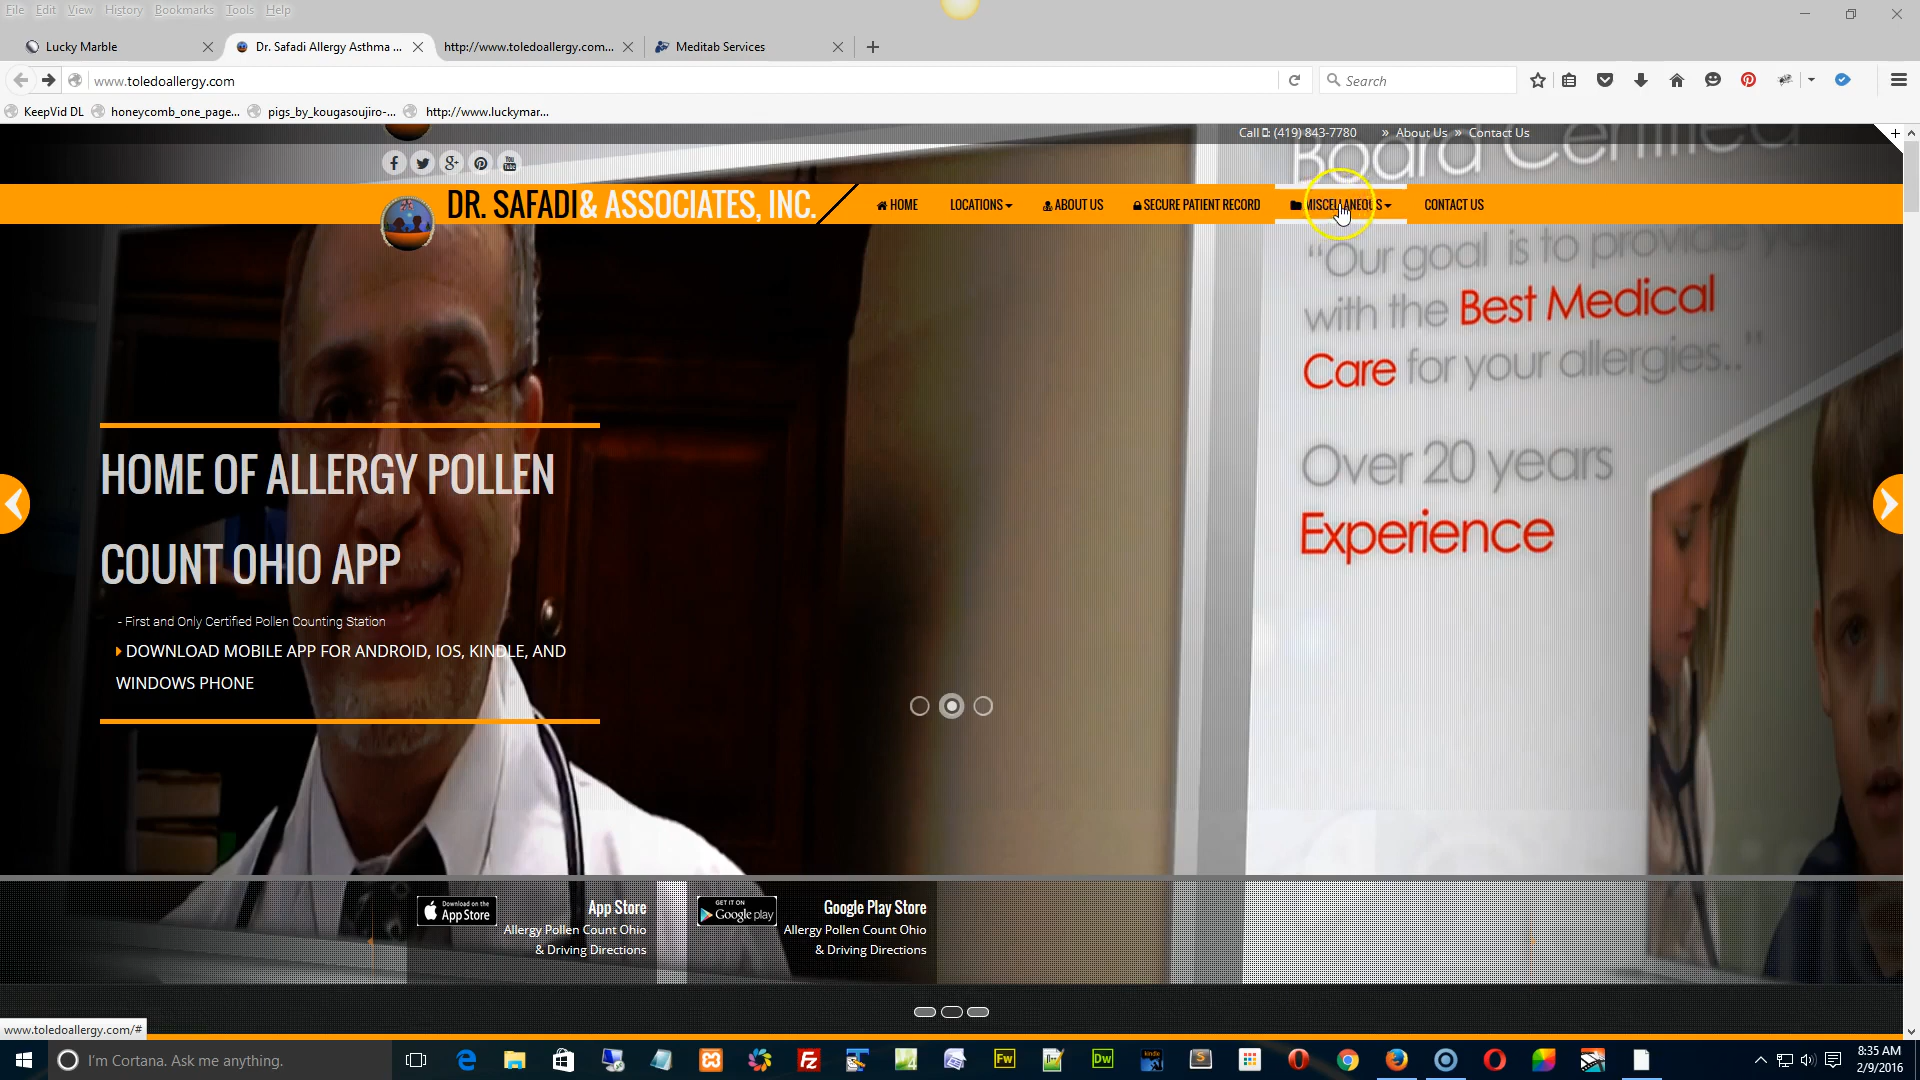 File Edit View History Bookmarks Tools Help
Lucky Marble
Dr. Safadi Allergy Asthma ...
http://www.toledoallergy.com...
Meditab Services
www.toledoallergy.com
Search
KeepVid DL
honeycomb_one_page...
pigs_by_kougasoujiro-...
http://www.luckymar...
Call : (419) 843-7780 » About Us » Contact Us
Board Certified
DR. SAFADI & ASSOCIATES, INC.
HOME LOCATIONS ABOUT US SECURE PATIENT RECORD MISCELLANEOUS CONTACT US
“Our goal is to provide
with the Best Medical
Care for your allergies.."
Over 20 years
Experience
HOME OF ALLERGY POLLEN
COUNT OHIO APP
- First and Only Certified Pollen Counting Station
DOWNLOAD MOBILE APP FOR ANDROID, IOS, KINDLE, AND
WINDOWS PHONE
Download on the
App Store
App Store
Allergy Pollen Count Ohio
& Driving Directions
GET IT ON
Google play
Google Play Store
Allergy Pollen Count Ohio
& Driving Directions
www.toledoallergy.com/#
I'm Cortana. Ask me anything.
8:35 AM
2/9/2016